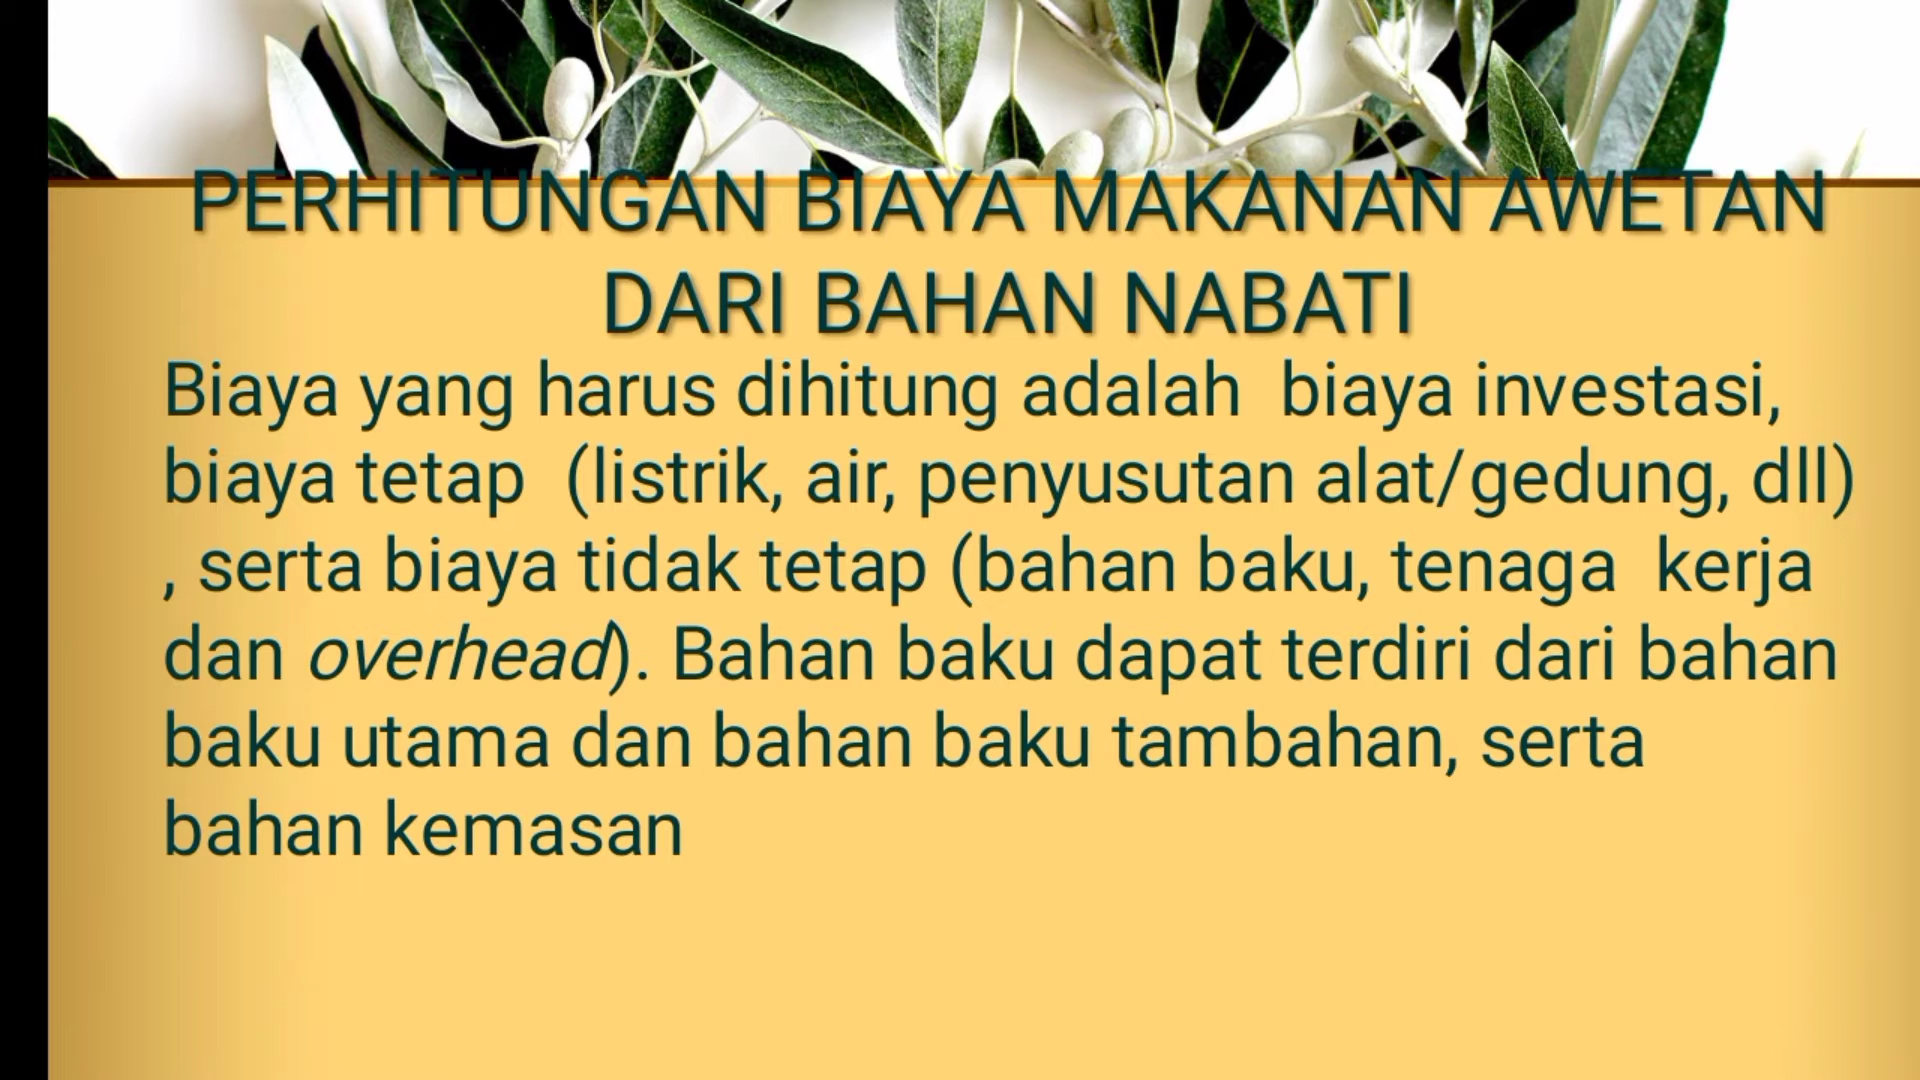 PERHITUNGAN BIAYA MAKANAN AWETAN
DARI BAHAN NABATI
Biaya yang harus dihitung adalah  biaya investasi,
biaya tetap  (listrik, air, penyusutan alat/gedung, dll)
, serta biaya tidak tetap (bahan baku, tenaga  kerja
dan overhead). Bahan baku dapat terdiri dari bahan
baku utama dan bahan baku tambahan, serta
bahan kemasan